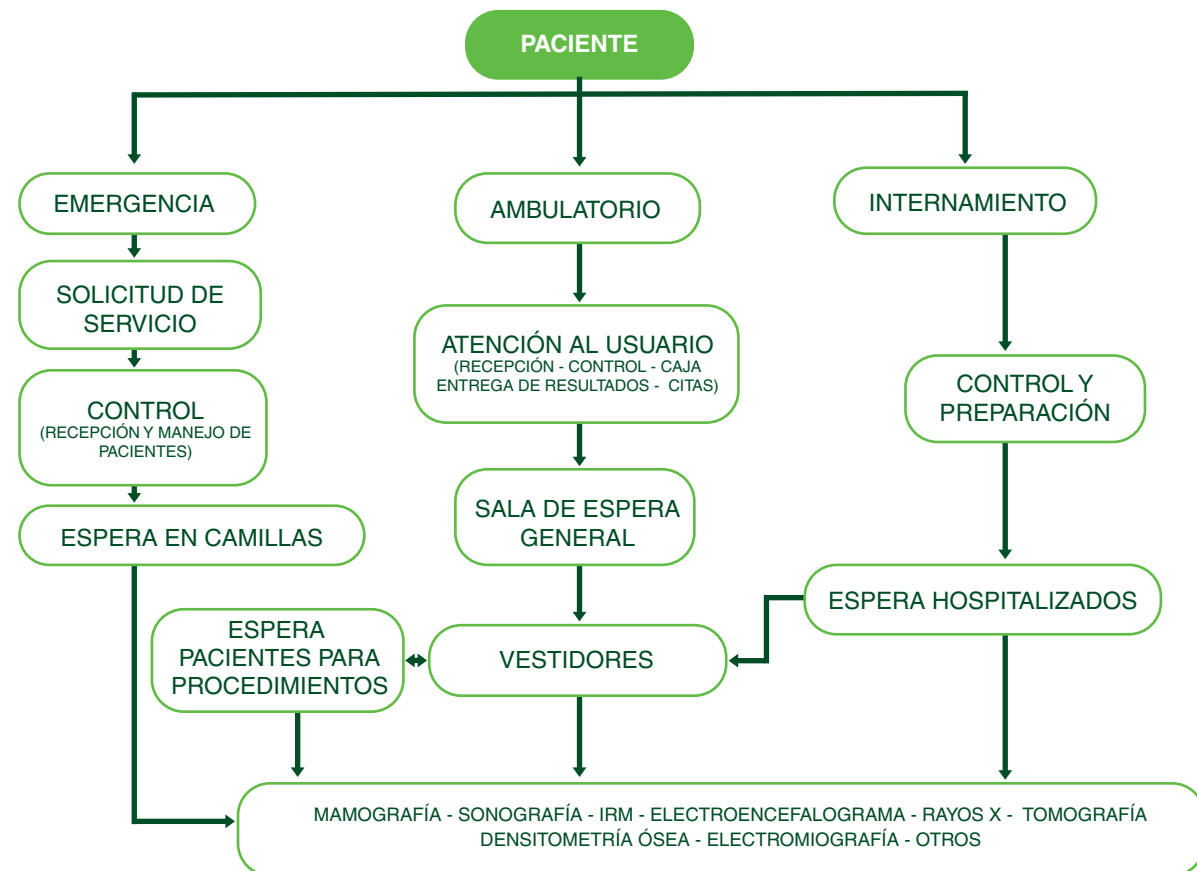 PACIENTE
EMERGENCIA
AMBULATORIO
INTERNAMIENTO
SOLICITUD DE
SERVICIO
ATENCIÓN AL USUARIO
(RECEPCIÓN - CONTROL - CAJA
ENTREGA DE RESULTADOS - CITAS)
CONTROL Y
PREPARACIÓN
CONTROL
(RECEPCIÓN Y MANEJO DE
PACIENTES)
SALA DE ESPERA
GENERAL
ESPERA EN CAMILLAS
ESPERA HOSPITALIZADOS
ESPERA
PACIENTES PARA
PROCEDIMIENTOS
VESTIDORES
MAMOGRAFÍA - SONOGRAFÍA - IRM - ELECTROENCEFALOGRAMA - RAYOS X - TOMOGRAFÍA
DENSITOMETRÍA ÓSEA - ELECTROMIOGRAFÍA - OTROS